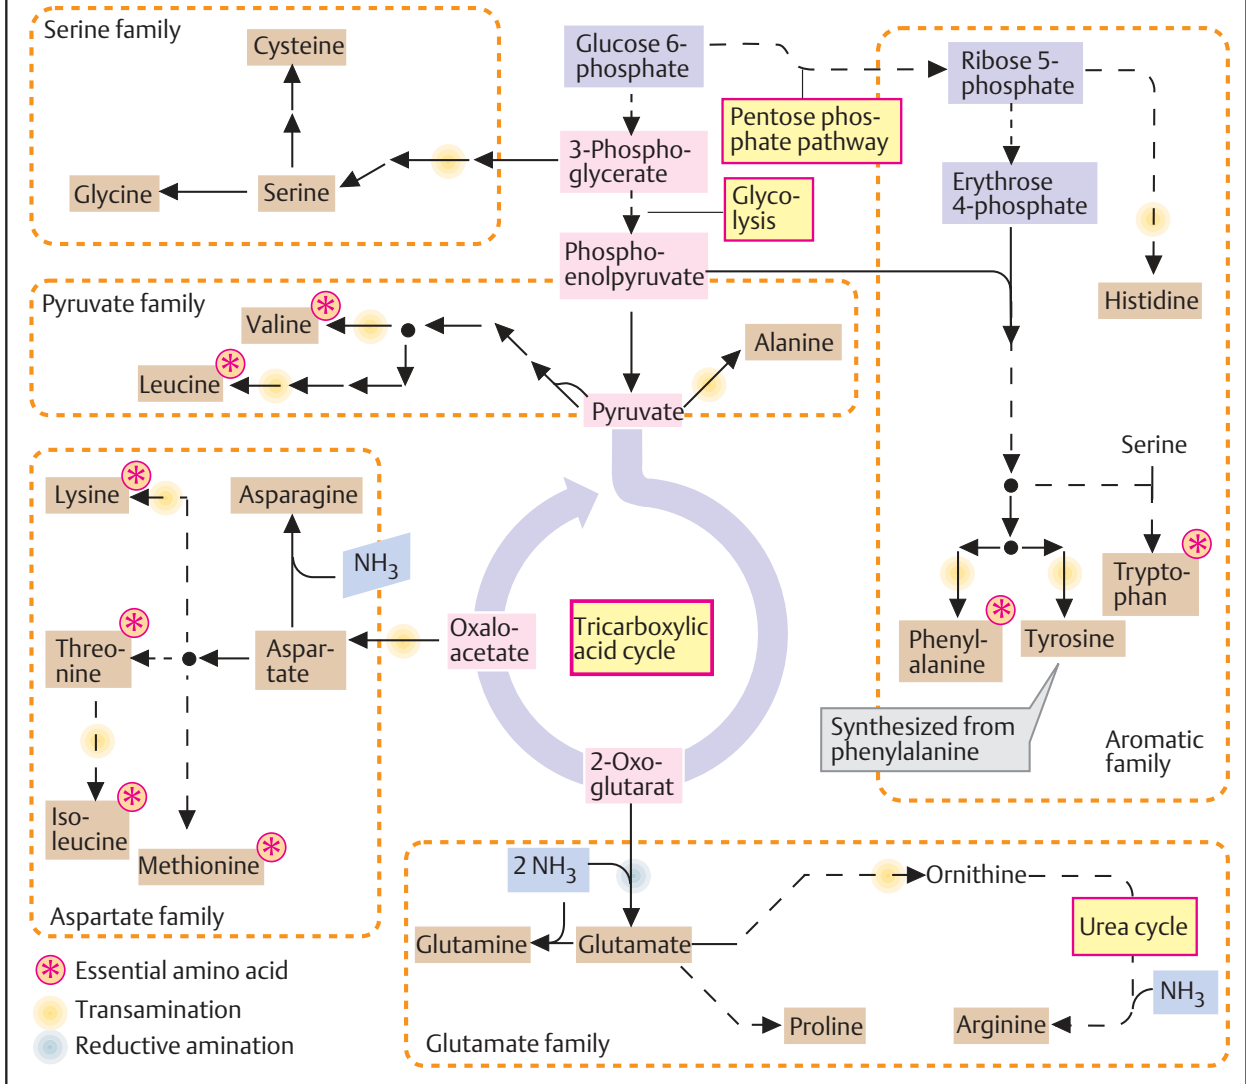 Serine family
Cysteine
Glycine
Serine
Glucose 6-
phosphate
3-Phospho-
glycerate
Phospho-
enolpyruvate
Pentose phos-
phate pathway
Glyco-
lysis
Ribose 5-
phosphate
Erythrose
4-phosphate
Histidine
Pyruvate family
Valine *
Leucine *
Alanine
Pyruvate
Lysine *
Asparagine
NH3
Threo-
nine *
Aspar-
tate
Oxalo-
acetate
Tricarboxylic
acid cycle
Iso-
leucine *
Methionine *
Aspartate family
2-Oxo-
glutarat
Serine
Trypto-
phan *
Phenyl-
alanine *
Tyrosine
Synthesized from
phenylalanine
Aromatic
family
2 NH3
Glutamine
Glutamate
Ornithine
Urea cycle
NH3
Proline
Arginine
Glutamate family
* Essential amino acid
Transamination
Reductive amination